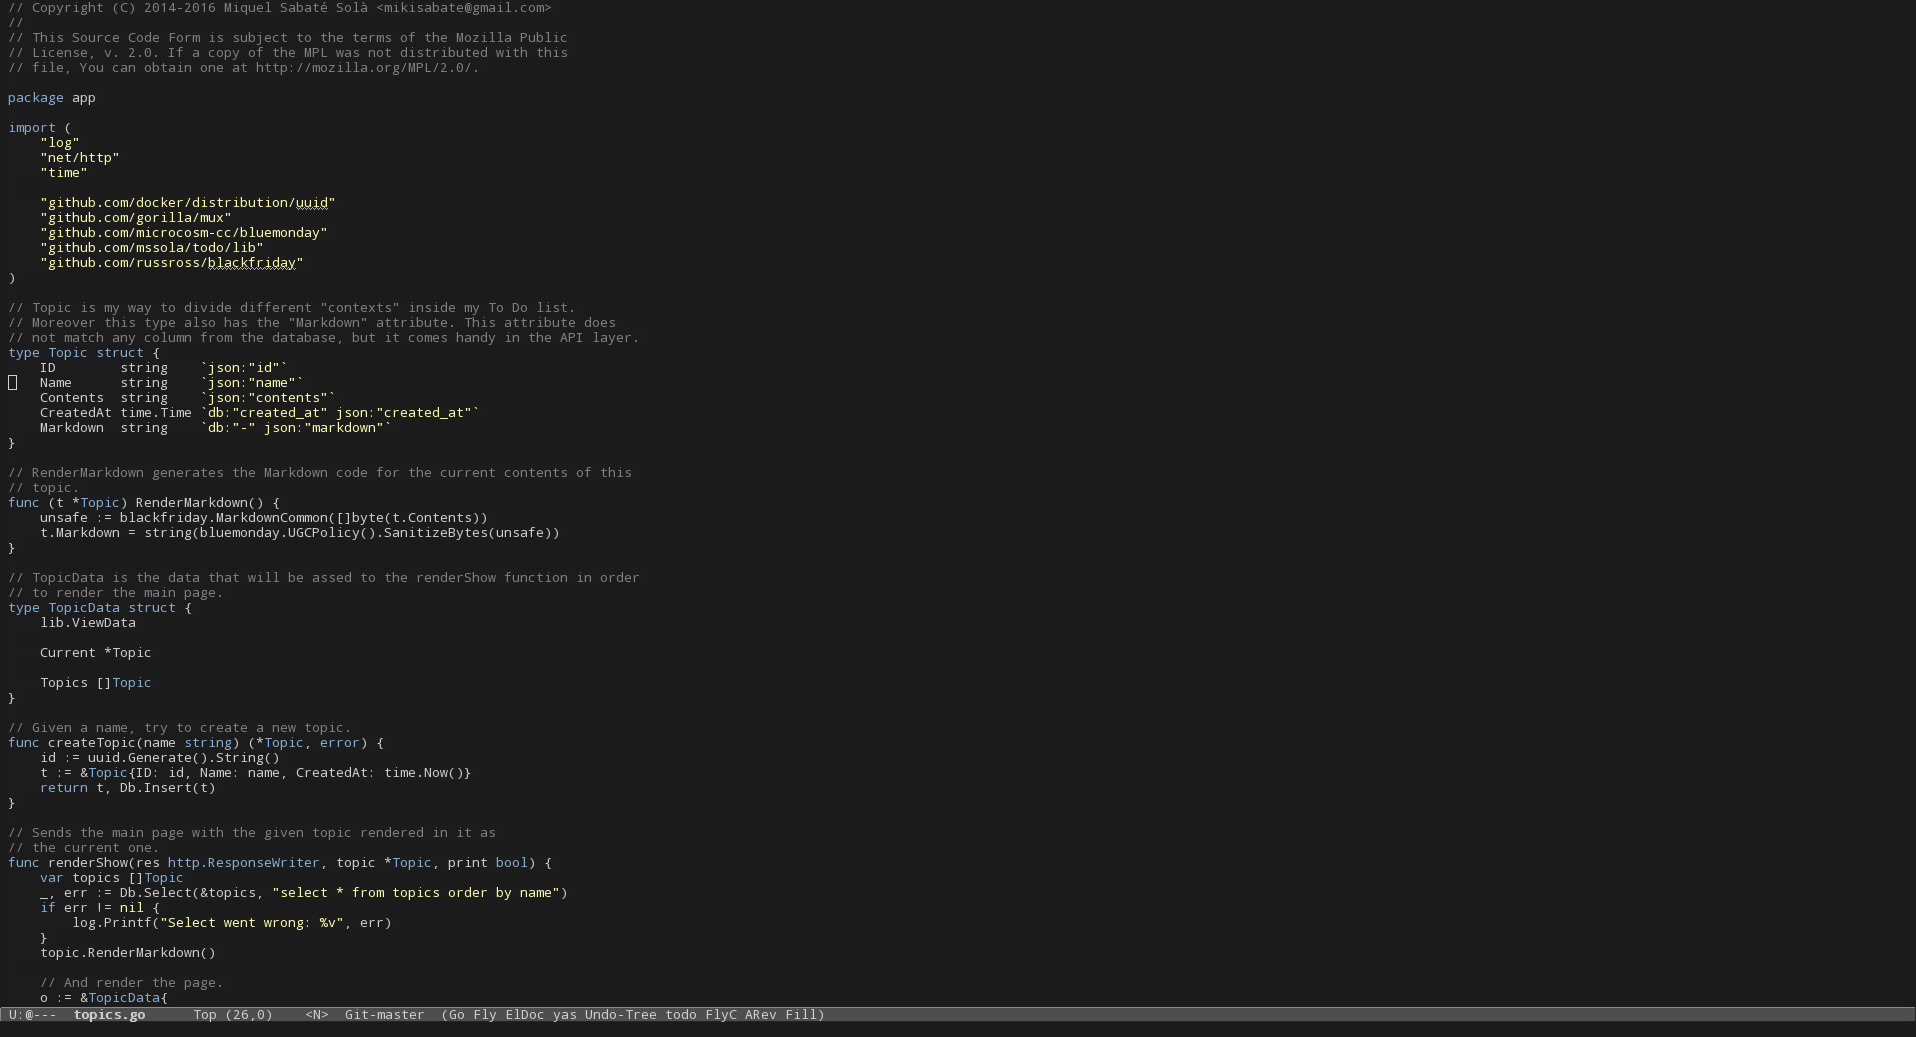 // Copyright (C) 2014-2016 Miquel Sabaté Solà <mikisabate@gmail.com>
//
// This Source Code Form is subject to the terms of the Mozilla Public
// License, v. 2.0. If a copy of the MPL was not distributed with this
// file, You can obtain one at http://mozilla.org/MPL/2.0/.

package app

import (
    "log"
    "net/http"
    "time"

    "github.com/docker/distribution/uuid"
    "github.com/gorilla/mux"
    "github.com/microcosm-cc/bluemonday"
    "github.com/mssola/todo/lib"
    "github.com/russross/blackfriday"
)

// Topic is my way to divide different "contexts" inside my To Do list.
// Moreover this type also has the "Markdown" attribute. This attribute does
// not match any column from the database, but it comes handy in the API layer.
type Topic struct {
    ID        string    `json:"id"`
    Name      string    `json:"name"`
    Contents  string    `json:"contents"`
    CreatedAt time.Time `db:"created_at" json:"created_at"`
    Markdown  string    `db:"-" json:"markdown"`
}

// RenderMarkdown generates the Markdown code for the current contents of this
// topic.
func (t *Topic) RenderMarkdown() {
    unsafe := blackfriday.MarkdownCommon([]byte(t.Contents))
    t.Markdown = string(bluemonday.UGCPolicy().SanitizeBytes(unsafe))
}

// TopicData is the data that will be assed to the renderShow function in order
// to render the main page.
type TopicData struct {
    lib.ViewData

    Current *Topic

    Topics []Topic
}

// Given a name, try to create a new topic.
func createTopic(name string) (*Topic, error) {
    id := uuid.Generate().String()
    t := &Topic{ID: id, Name: name, CreatedAt: time.Now()}
    return t, Db.Insert(t)
}

// Sends the main page with the given topic rendered in it as
// the current one.
func renderShow(res http.ResponseWriter, topic *Topic, print bool) {
    var topics []Topic
    _, err := Db.Select(&topics, "select * from topics order by name")
    if err != nil {
        log.Printf("Select went wrong: %v", err)
    }
    topic.RenderMarkdown()

    // And render the page.
    o := &TopicData{
U:@---  topics.go      Top (26,0)    <N>  Git-master  (Go Fly ElDoc yas Undo-Tree todo FlyC ARev Fill)